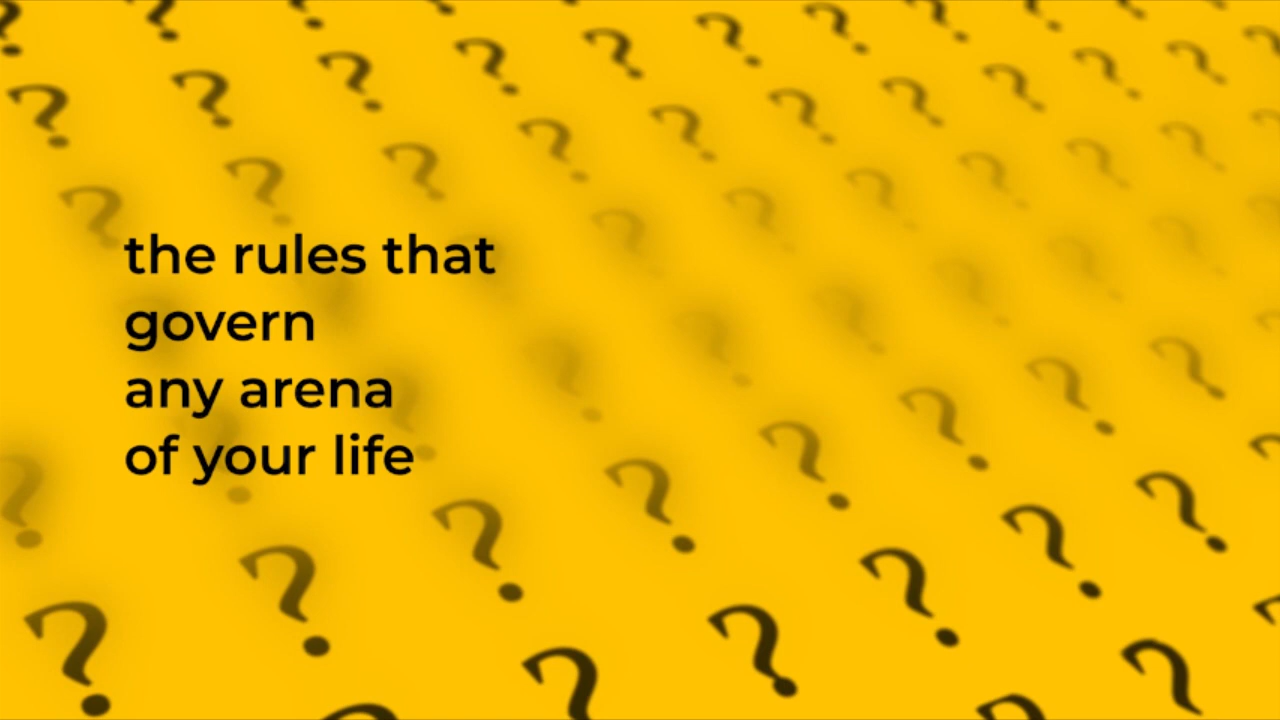 the rules that
govern
any arena
of your life